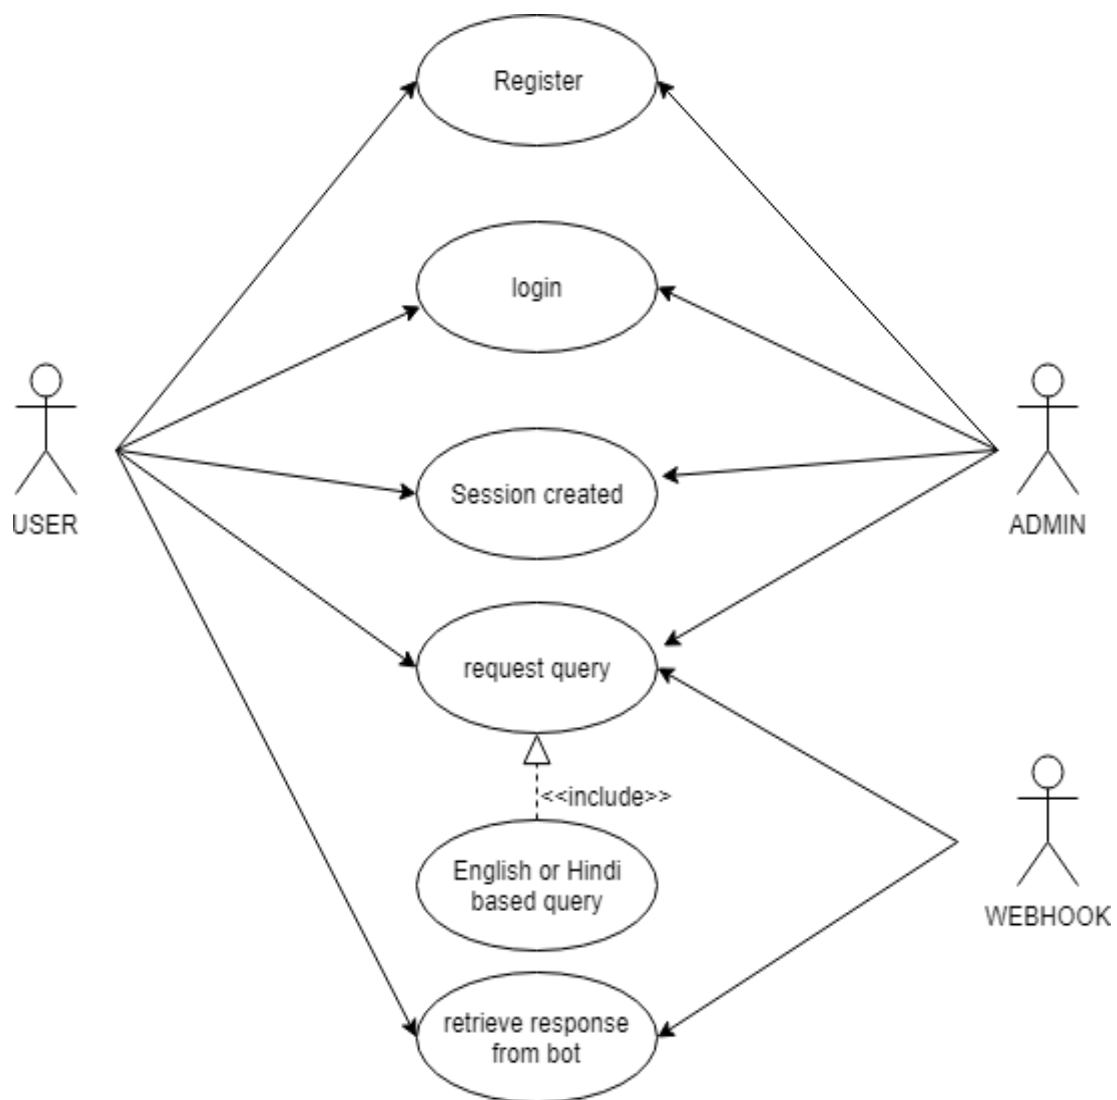 Register
login
Session created
USER
ADMIN
request query
<<include>>
English or Hindi
based query
WEBHOOK
retrieve response
from bot